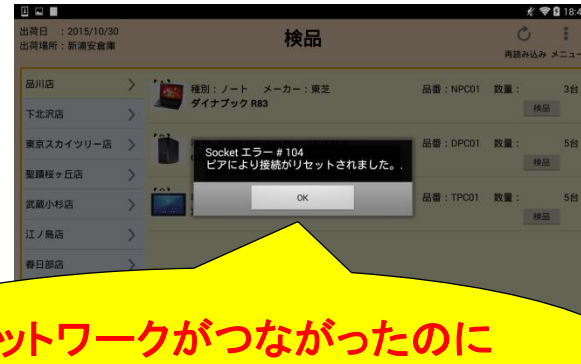 18:4
出荷日 ：2015/10/30
出荷場所：新浦安倉庫
検品
再読み込み メニュー
品川店
下北沢店
東京スカイツリー店
聖蹟桜ヶ丘店
武蔵小杉店
江ノ島店
春日部店
種別：ノート メーカー：東芝 品番：NPC01 数量： 3台
ダイナブック R83
検品
品番：DPC01 数量： 5台
検品
品番：TPC01 数量： 5台
検品
Socket エラー # 104
ピアにより接続がリセットされました。.
OK
ットワークがつながったのに